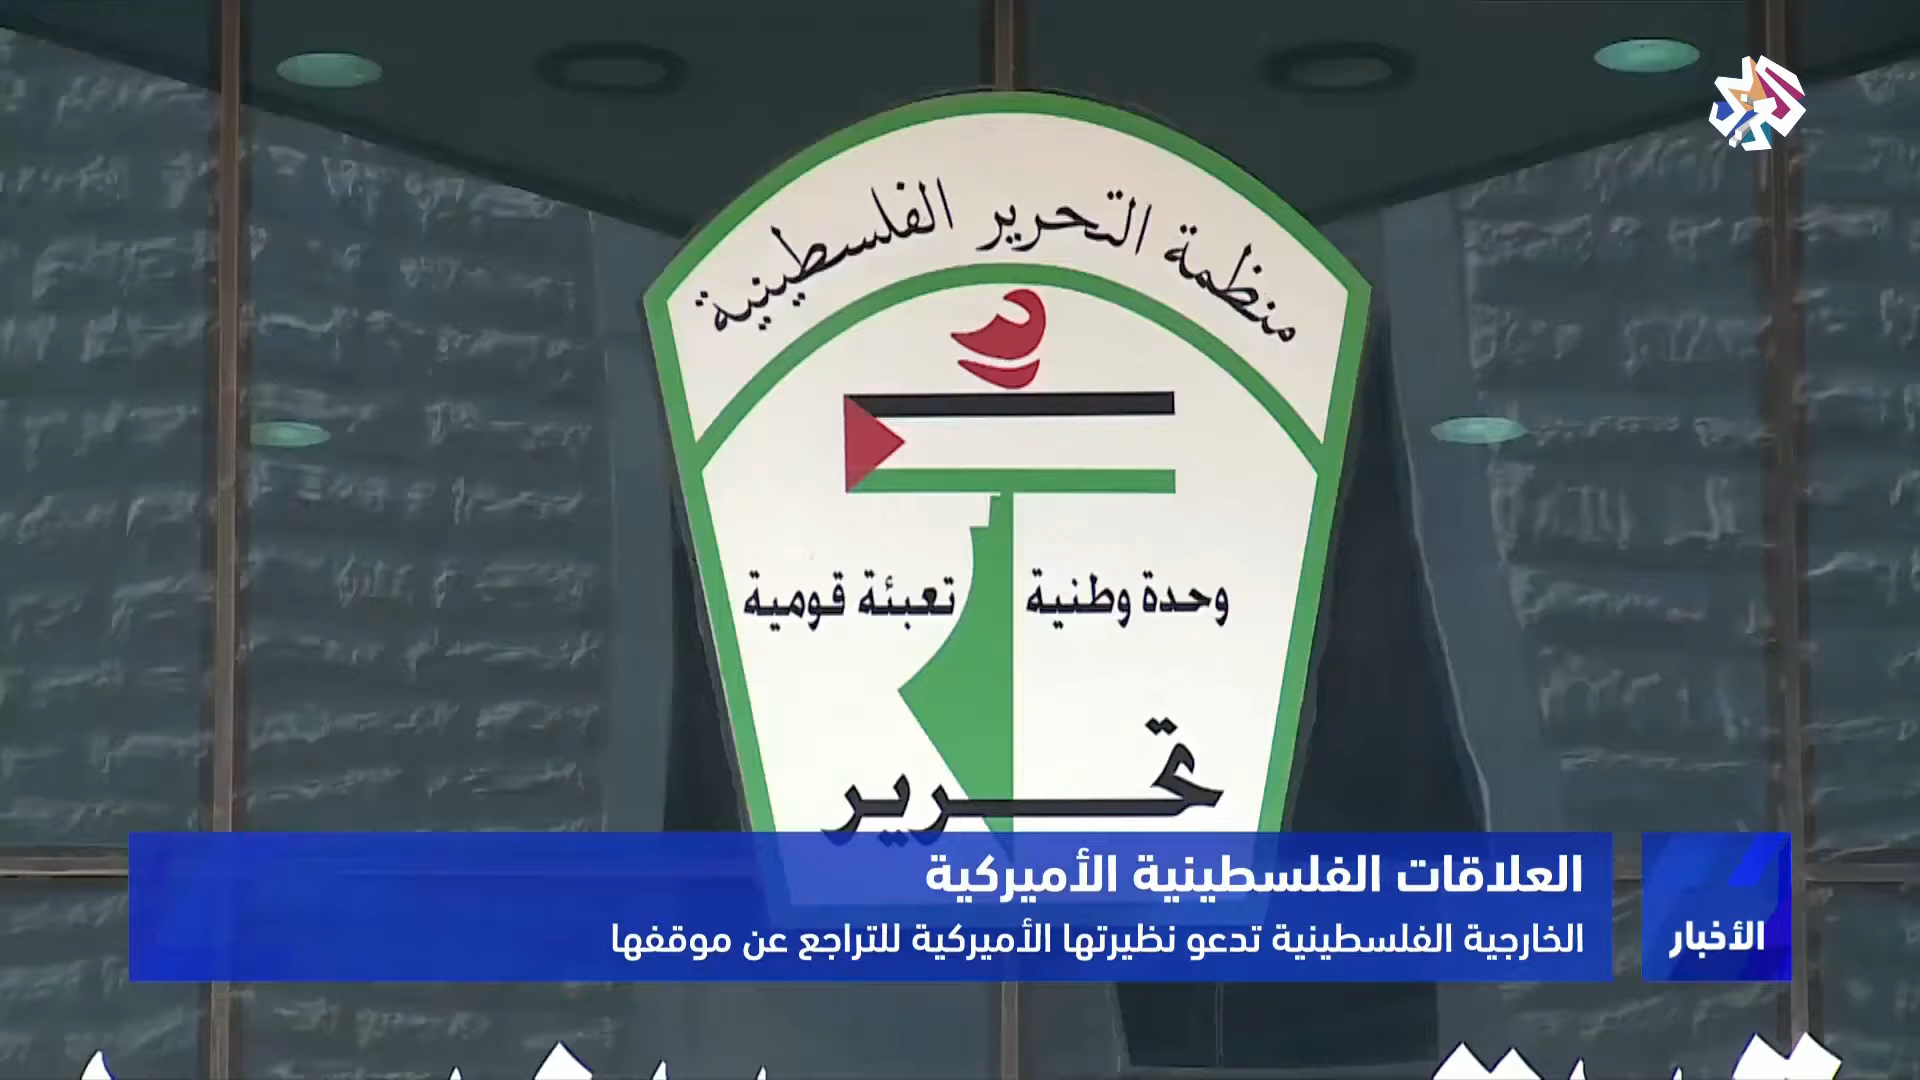 منظمة التحرير الفلسطينية
وحدة وطنية تعبئة قومية
تحرير
العلاقات الفلسطينية الأميركية
الخارجية الفلسطينية تدعو نظيرتها الأميركية للتراجع عن موقفها
الأخبار